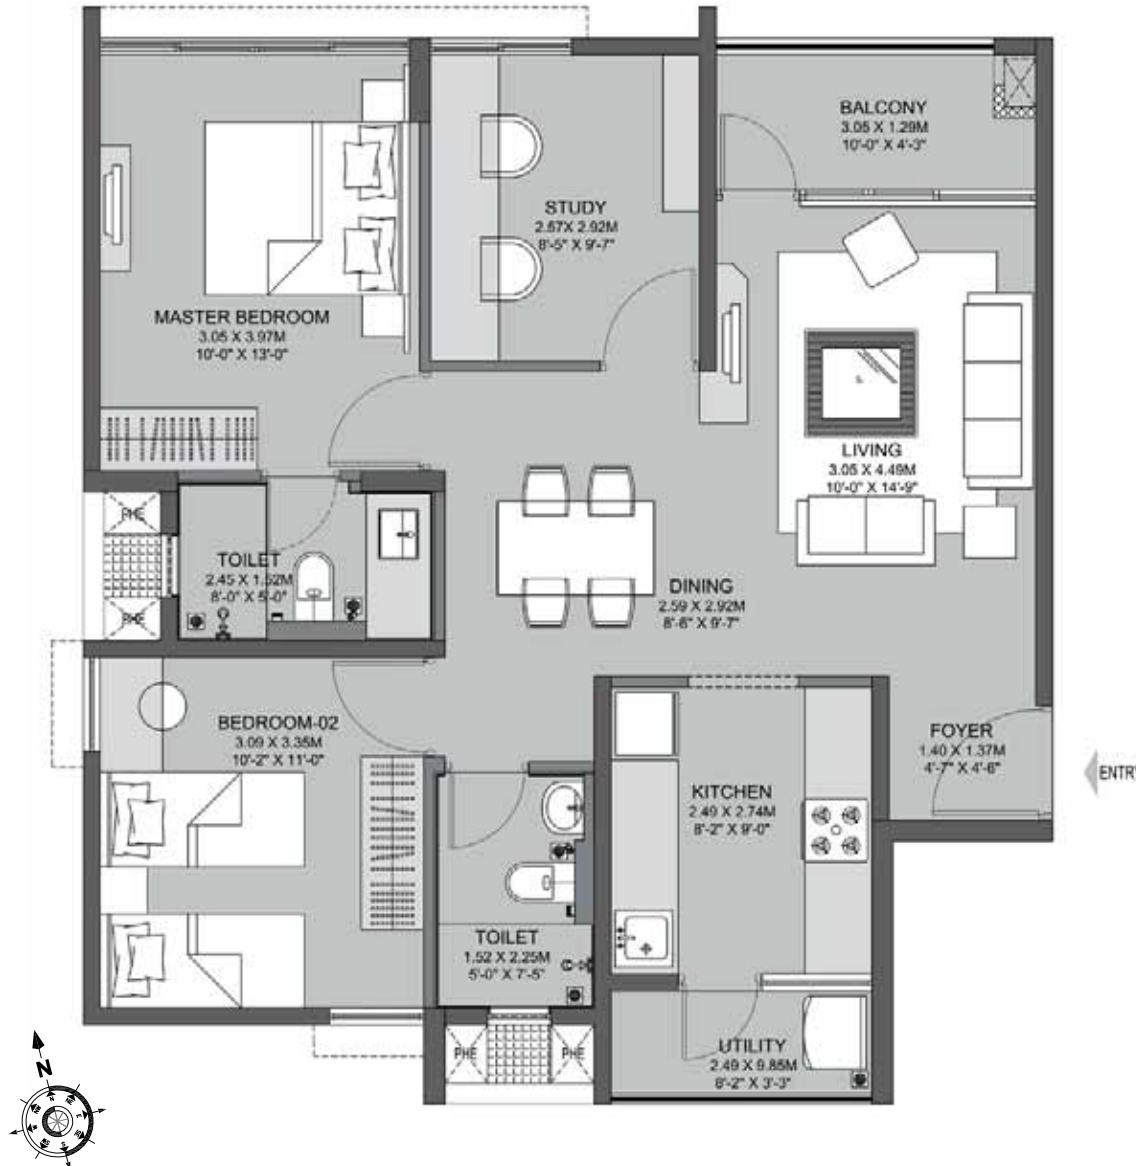 BALCONY
3.05 X 1.29M
10'-0" X 4'-3"
STUDY
2.57X 2.92M
8'-5" X 9'-7"
MASTER BEDROOM
3.05 X 3.97M
10'-0" X 13'-0"
LIVING
3.05 X 4.49M
10'-0" X 14'-9"
PHE
TOILET
2.45 X 1.52M
8'-0" X 5'-0"
PHE
DINING
2.59 X 2.92M
8'-6" X 9'-7"
BEDROOM-02
3.09 X 3.35M
10'-2" X 11'-0"
FOYER
1.40 X 1.37M
4'-7" X 4'-6"
ENTRY
KITCHEN
2.49 X 2.74M
8'-2" X 9'-0"
TOILET
1.52 X 2.25M
5'-0" X 7'-5"
PHE
PHE
UTILITY
2.49 X 9.85M
8'-2" X 3'-3"
N